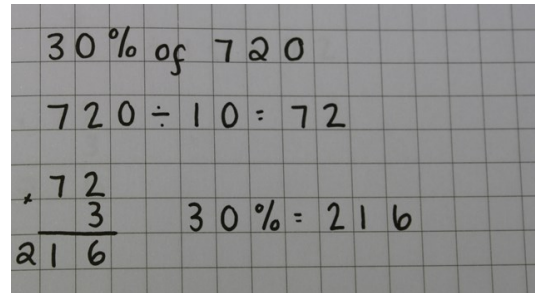 30% of 720
720 ÷ 10 = 72
× 72
3
216
30% = 216